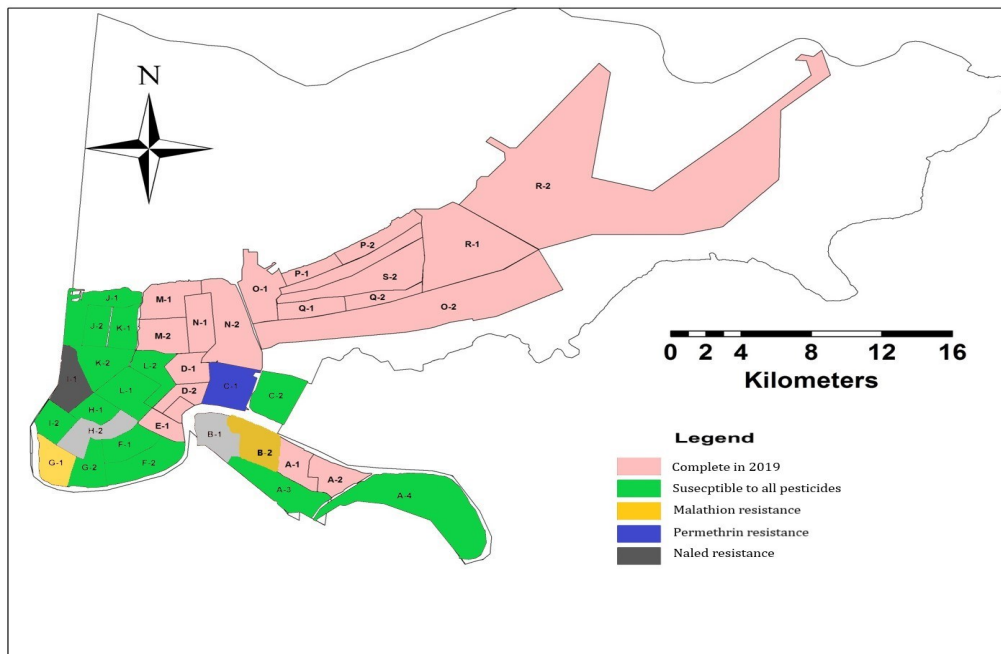 N
R-2
P-2
R-1
P-1
S-2
O-1
Q-2
J-1
M-1
Q-1
O-2
J-2
K-1
N-1
N-2
M-2
K-2
L-2
D-1
0 2 4 8 12 16
Kilometers
I-1
C-1
L-1
D-2
C-2
H-1
I-2
E-1
H-2
B-1
Legend
F-1
B-2
G-1
G-2
F-2
A-1
Complete in 2019
A-2
A-3
Susecptible to all pesticides
A-4
Malathion resistance
Permethrin resistance
Naled resistance